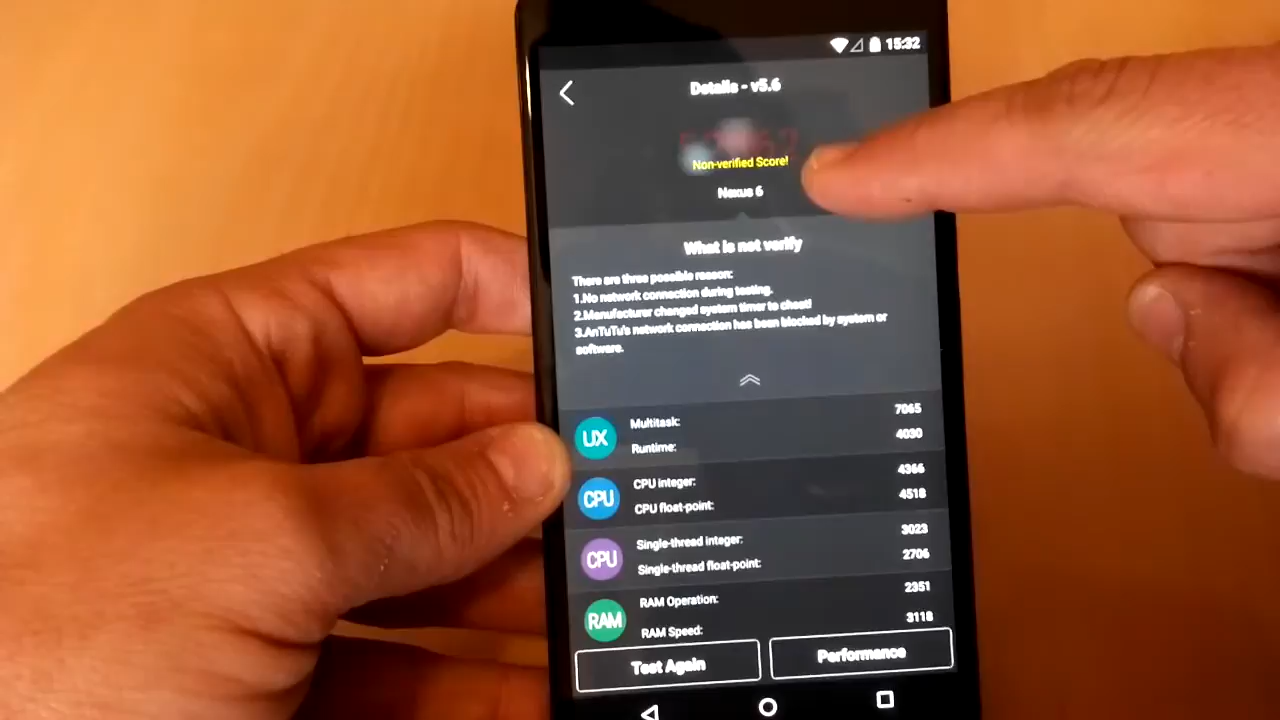 15:32
Details - v5.6
Non-verified Score!
Nexus 6
What is not verify
There are three possible reason:
1.No network connection during testing.
2.Manufacturer changed system timer to cheat!
3.AnTuTu's network connection has been blocked by system or
software.
UX
Multitask: 7065
Runtime: 4030
CPU
CPU integer: 4366
CPU float-point: 4518
CPU
Single-thread integer: 3023
Single-thread float-point: 2706
RAM
RAM Operation: 2351
RAM Speed: 3118
Test Again
Performance